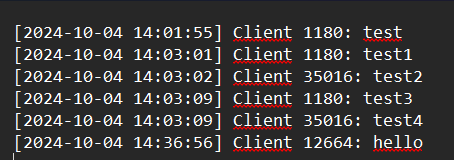 [2024-10-04 14:01:55] Client 1180: test
[2024-10-04 14:03:01] Client 1180: test1
[2024-10-04 14:03:02] Client 35016: test2
[2024-10-04 14:03:09] Client 1180: test3
[2024-10-04 14:03:09] Client 35016: test4
[2024-10-04 14:36:56] Client 12664: hello